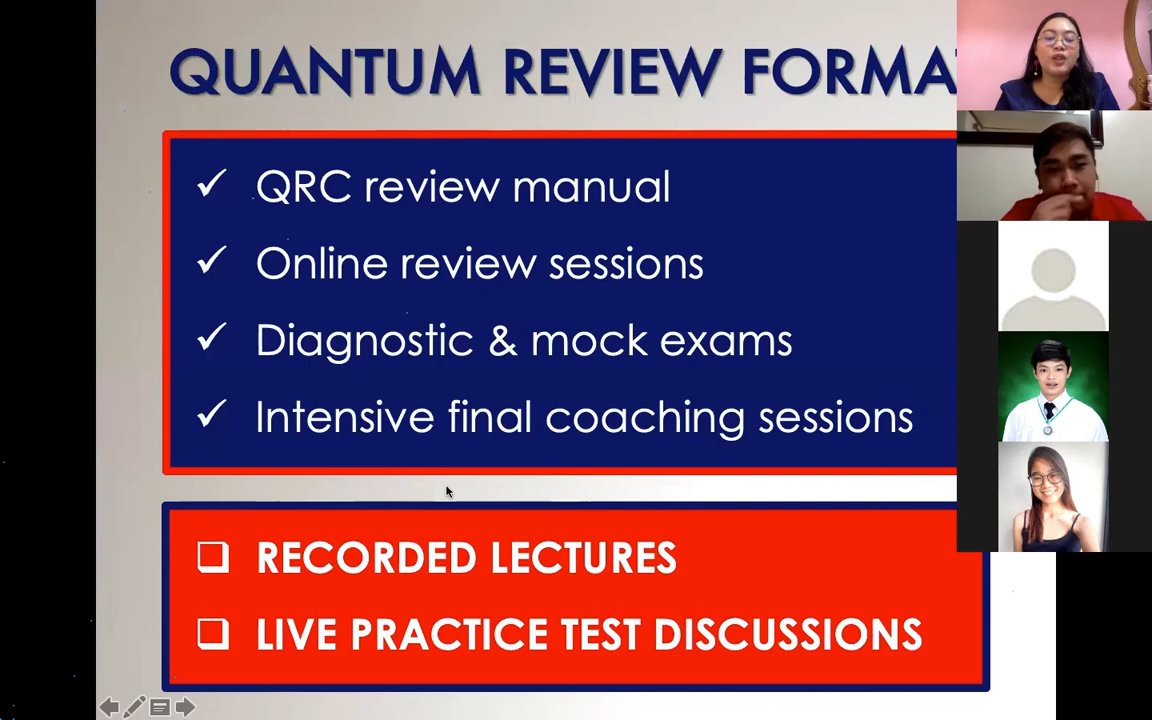 QUANTUM REVIEW FORMA
QRC review manual
Online review sessions
Diagnostic & mock exams
Intensive final coaching sessions
RECORDED LECTURES
LIVE PRACTICE TEST DISCUSSIONS